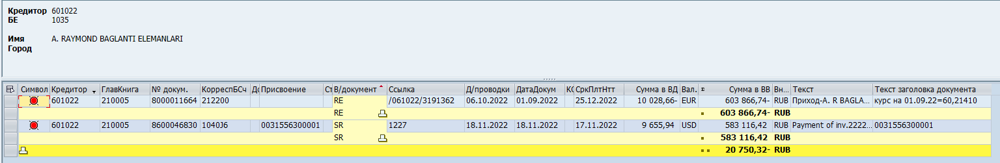 Кредитор 601022
БЕ 1035
Имя A. RAYMOND BAGLANTI ELEMANLARI
Город
Символ Кредитор ГлавКнига № докум. КорреспБСч До Присвоение Ст В/документ Ссылка Д/проводки ДатаДокум КС СркПлтНтт Сумма в ВД Вал. Сумма в ВВ Вн... Текст Текст заголовка документа
601022 210005 8000011664 212200 RE /061022/3191362 06.10.2022 01.09.2022 25.12.2022 10 028,66- EUR 603 866,74- RUB Приход-A. R BAGLA... курс на 01.09.22=60,21410
RE 603 866,74- RUB
601022 210005 8600046830 1040J6 0031556300001 SR 1227 18.11.2022 18.11.2022 17.11.2022 9 655,94 USD 583 116,42 RUB Payment of inv.2222... 0031556300001
SR 583 116,42 RUB
20 750,32- RUB